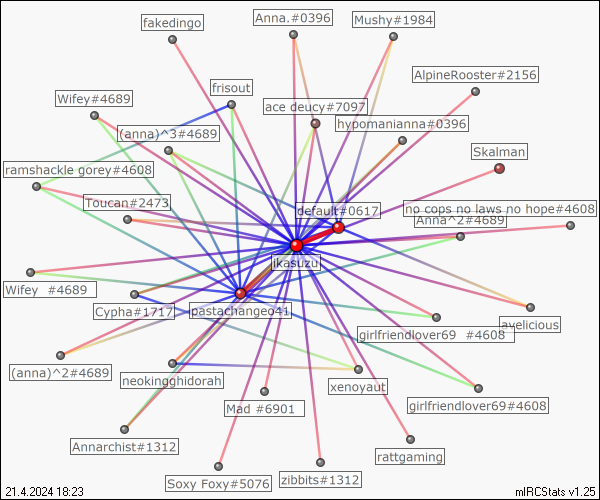 fakedingo
Anna.#0396
Mushy#1984
AlpineRooster#2156
frisout
Wifey#4689
ace deucy#7097
hypomanianna#0396
(anna)^3#4689
Skalman
ramshackle gorey#4608
Toucan#2473
default#0617
no cops no laws no hope#4608
Anna^2#4689
jkasuzu
Wifey #4689
Cypha#1717
pastachangeo41
avelicious
girlfriendlover69 #4608
(anna)^2#4689
neokingghidorah
xenoyaut
Mad #6901
girlfriendlover69#4608
Annarchist#1312
rattgaming
Soxy Foxy#5076
zibbits#1312
21.4.2024 18:23
mIRCStats v1.25